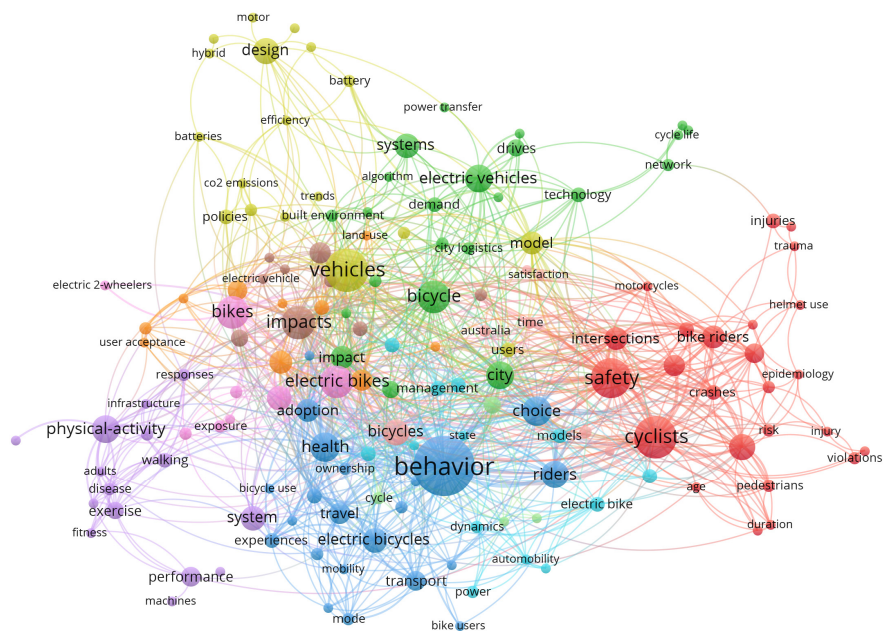 motor
design
hybrid
battery
power transfer
efficiency
batteries
cycle life
systems
drives
network
algorithm
electric vehicles
co2 emissions
trends
technology
demand
policies
built environment
injuries
land-use
model
trauma
city logistics
vehicles
electric vehicle
satisfaction
electric 2-wheelers
motorcycles
bicycle
helmet use
bikes
impacts
time
australia
user acceptance
intersections
bike riders
users
impact
responses
city
safety
epidemiology
electric bikes
management
crashes
infrastructure
adoption
choice
exposure
physical-activity
bicycles
state
models
cyclists
risk
injury
health
walking
violations
behavior
ownership
adults
riders
disease
bicycle use
age
pedestrians
cycle
electric bike
exercise
system
travel
duration
dynamics
fitness
experiences
electric bicycles
automobility
mobility
performance
transport
power
machines
mode
bike users